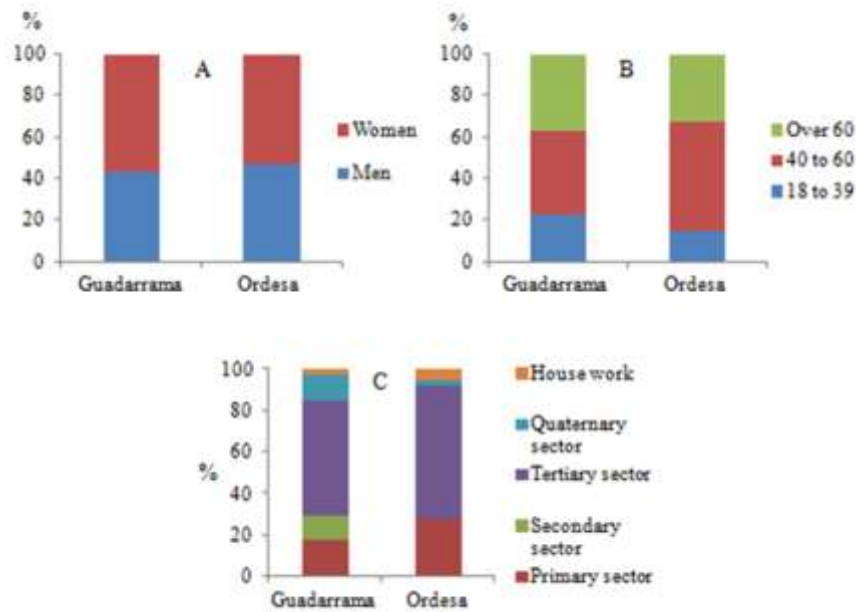 %
100
80
60
40
20
0
A
Women
Men
Guadarrama Ordesa
%
100
80
60
40
20
0
B
Over 60
40 to 60
18 to 39
Guadarrama Ordesa
%
100
80
60
40
20
0
C
House work
Quaternary
sector
Tertiary sector
Secondary
sector
Primary sector
Guadarrama Ordesa